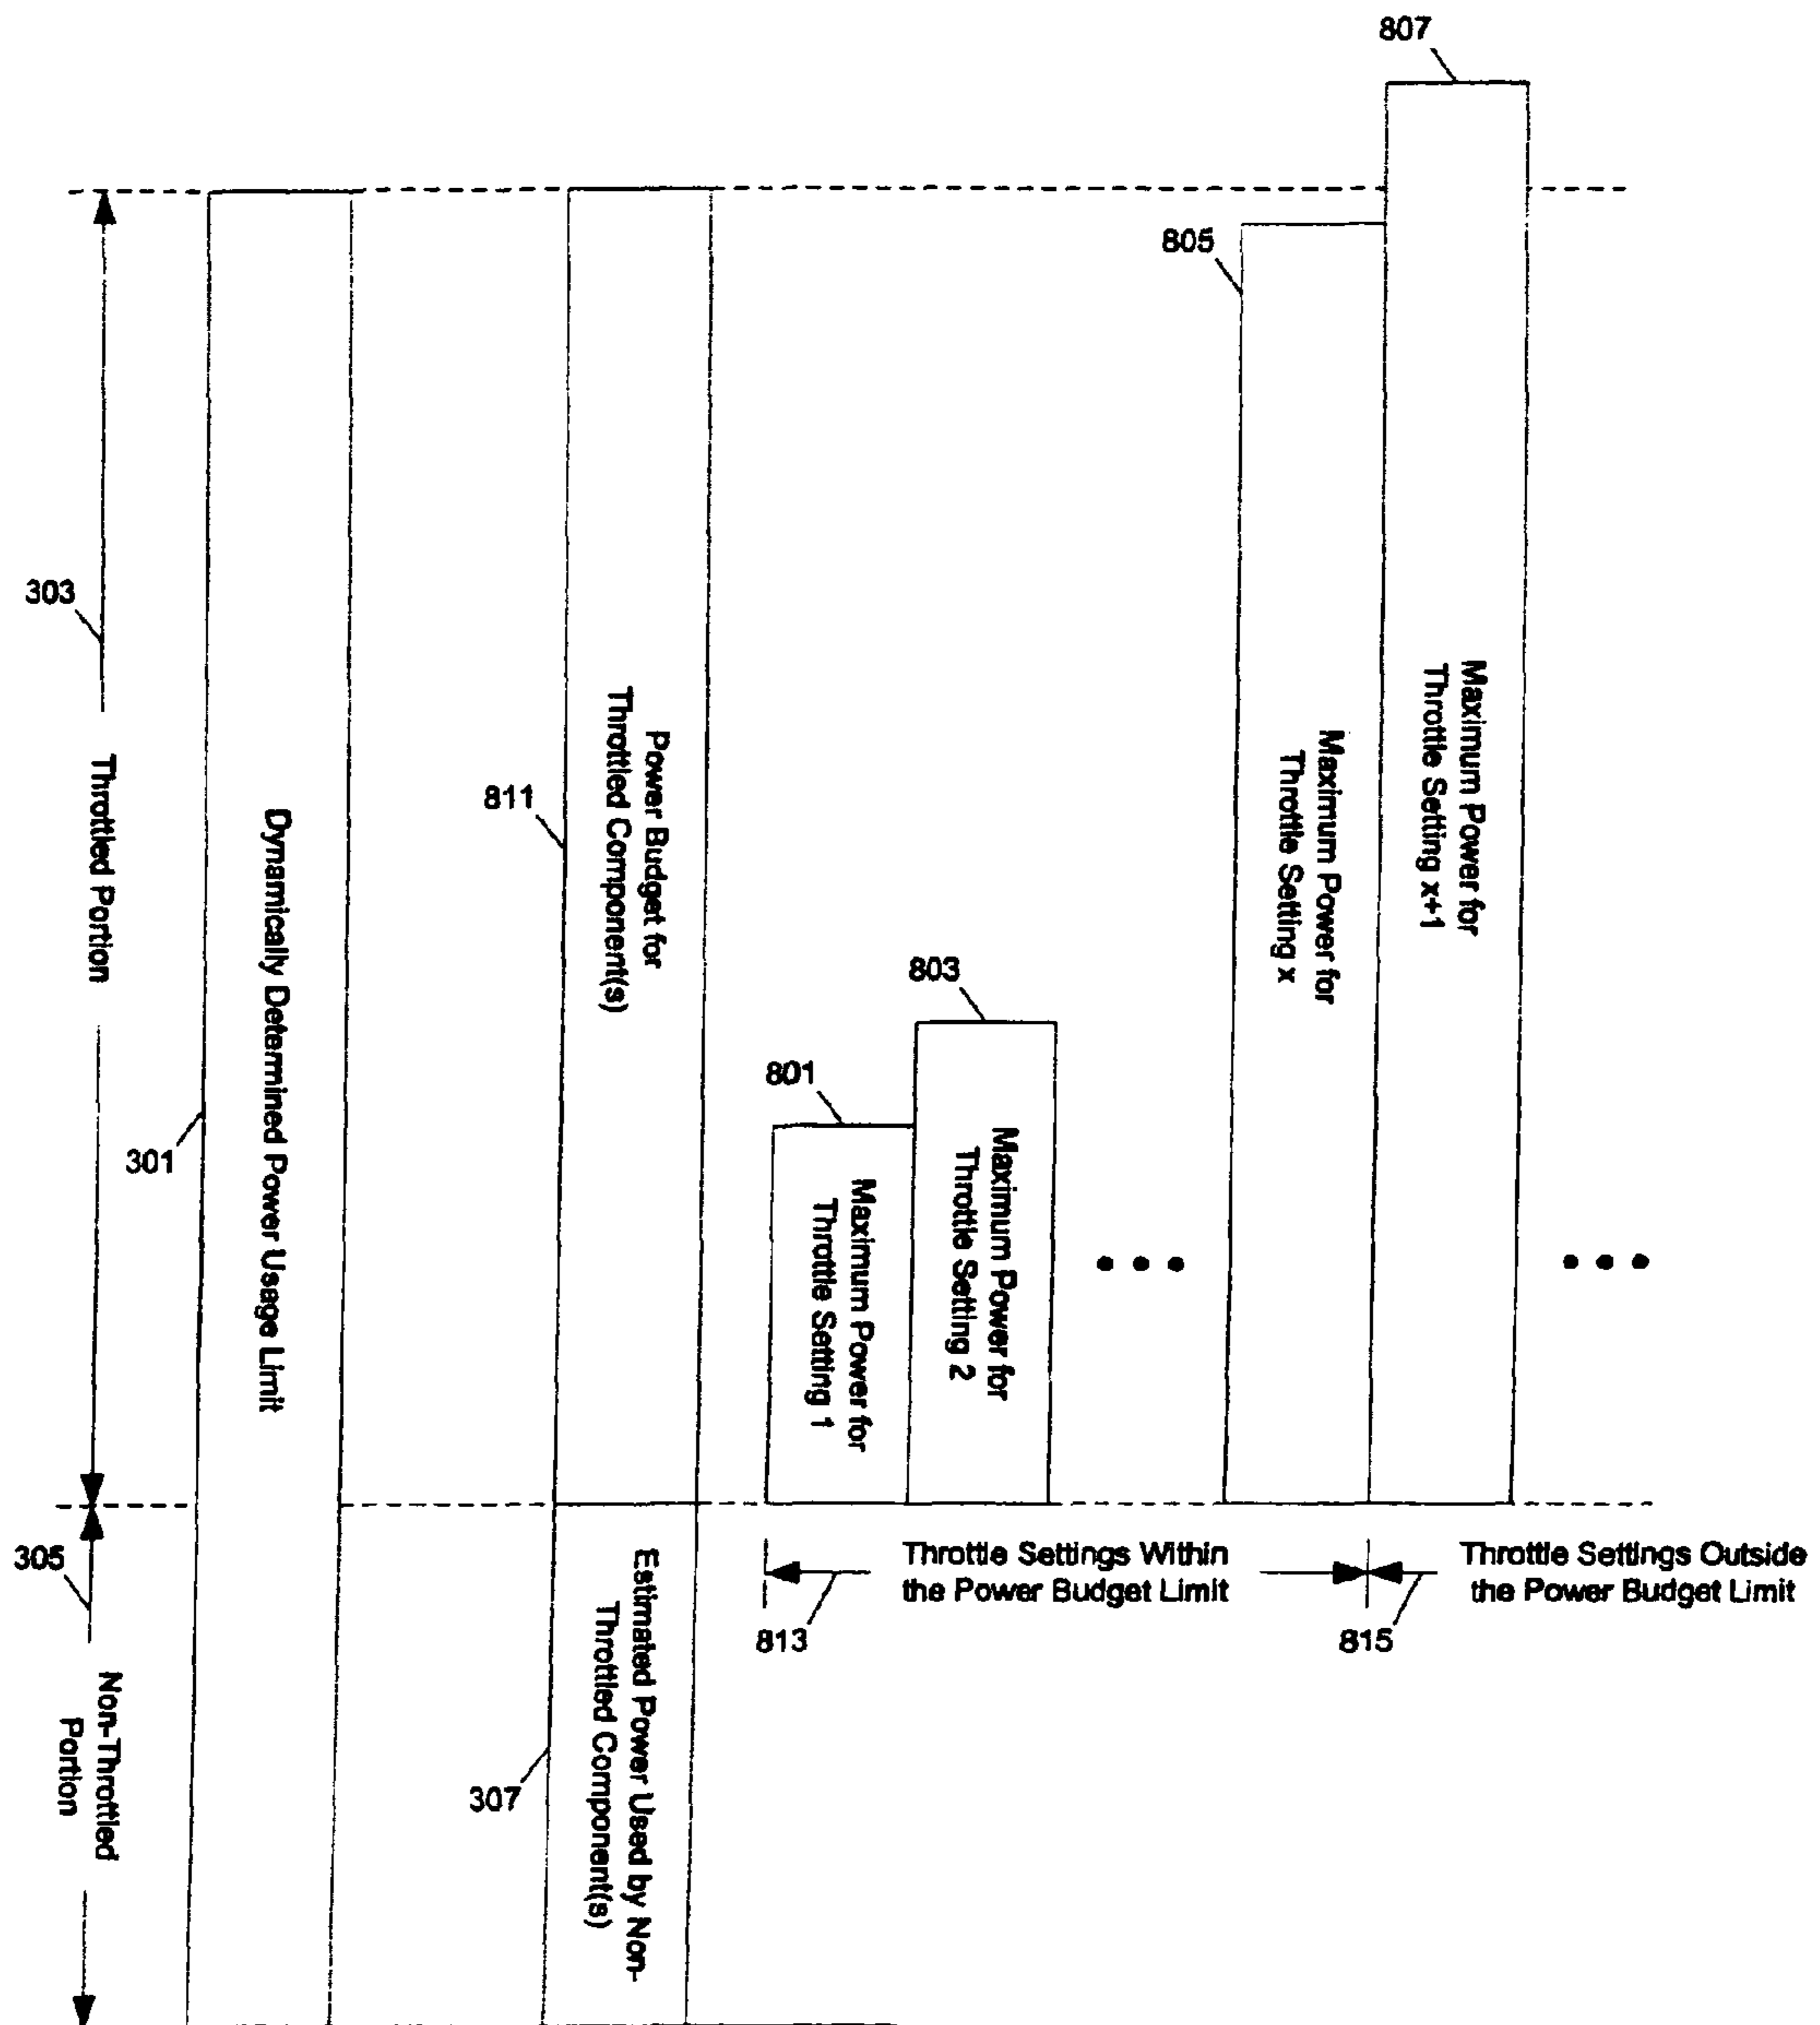 807
805
303
Throttled Portion
301
Dynamically Determined Power Usage Limit
811
Power Budget for
Throttled Component(s)
801
Maximum Power for
Throttle Setting 1
803
Maximum Power for
Throttle Setting 2
• • •
Maximum Power for
Throttle Setting x
Maximum Power for
Throttle Setting x+1
• • •
305
Non-Throttled
Portion
307
Estimated Power Used by Non-
Throttled Component(s)
Throttle Settings Within
the Power Budget Limit
813
Throttle Settings Outside
the Power Budget Limit
815